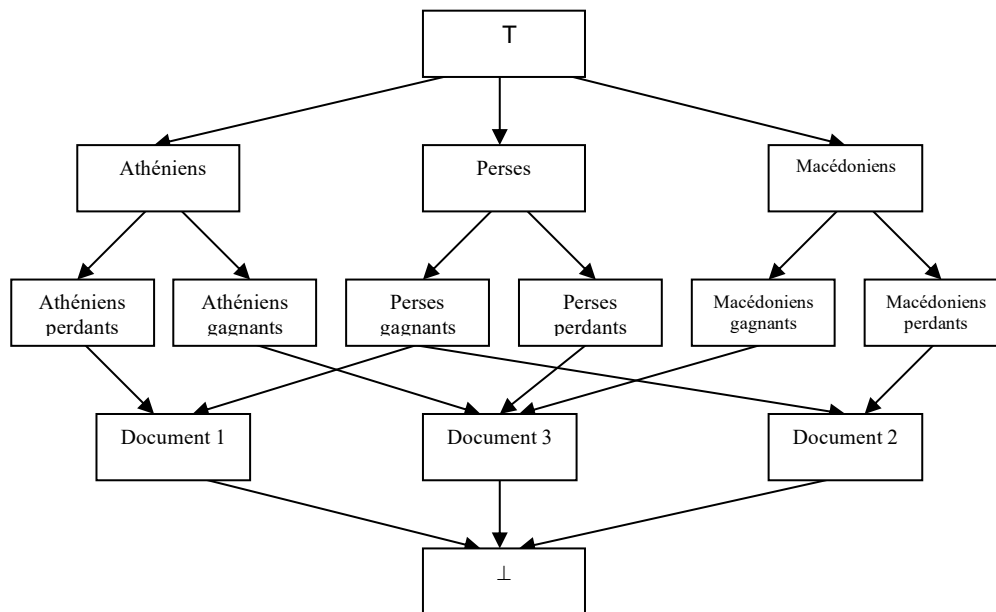 T
Athéniens
Perses
Macédoniens
Athéniens
perdants
Athéniens
gagnants
Perses
gagnants
Perses
perdants
Macédoniens
gagnants
Macédoniens
perdants
Document 1
Document 3
Document 2
⊥